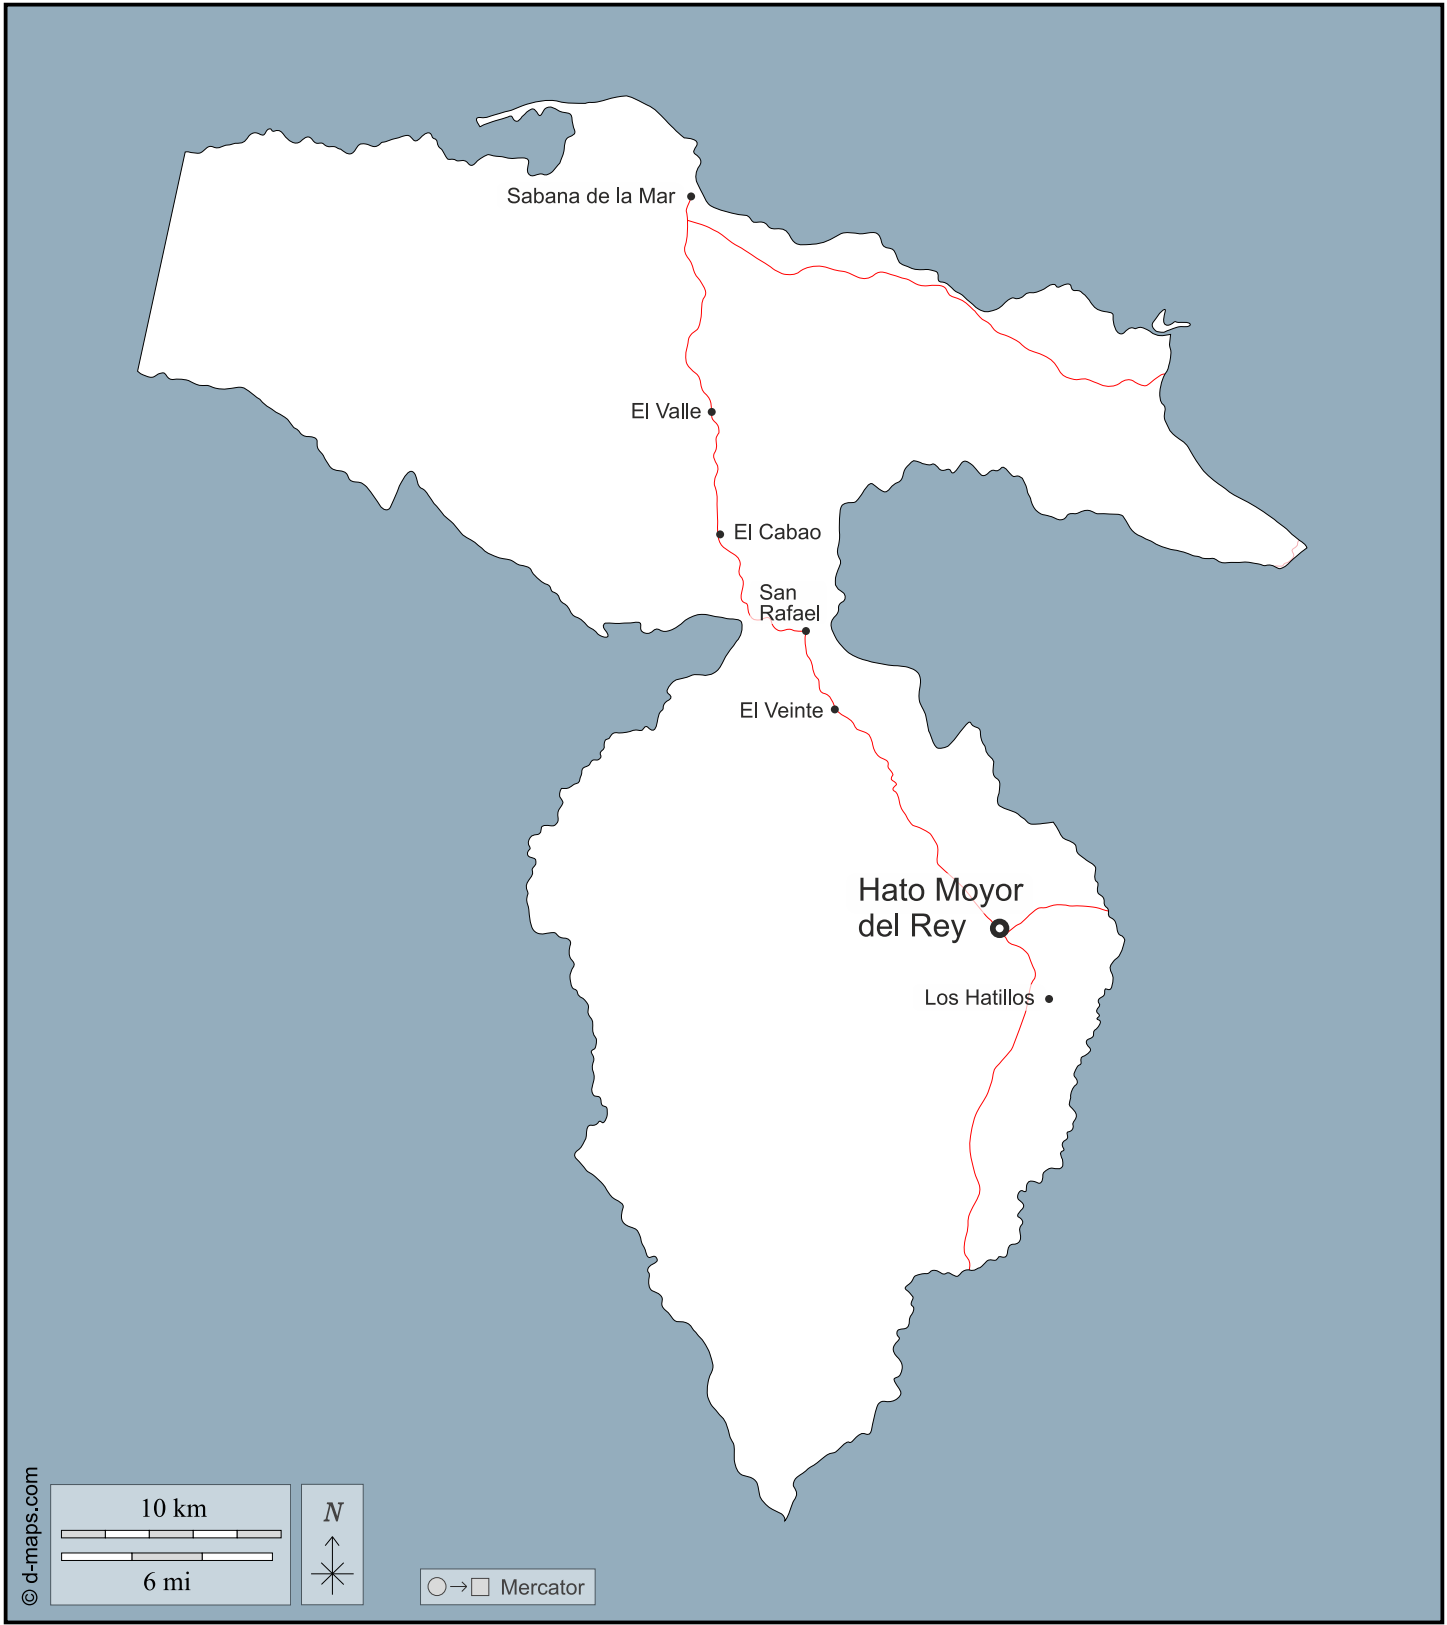 Sabana de la Mar
El Valle
El Cabao
San
Rafael
El Veinte
Hato Moyor
del Rey
Los Hatillos
10 km
6 mi
N
Mercator
© d-maps.com